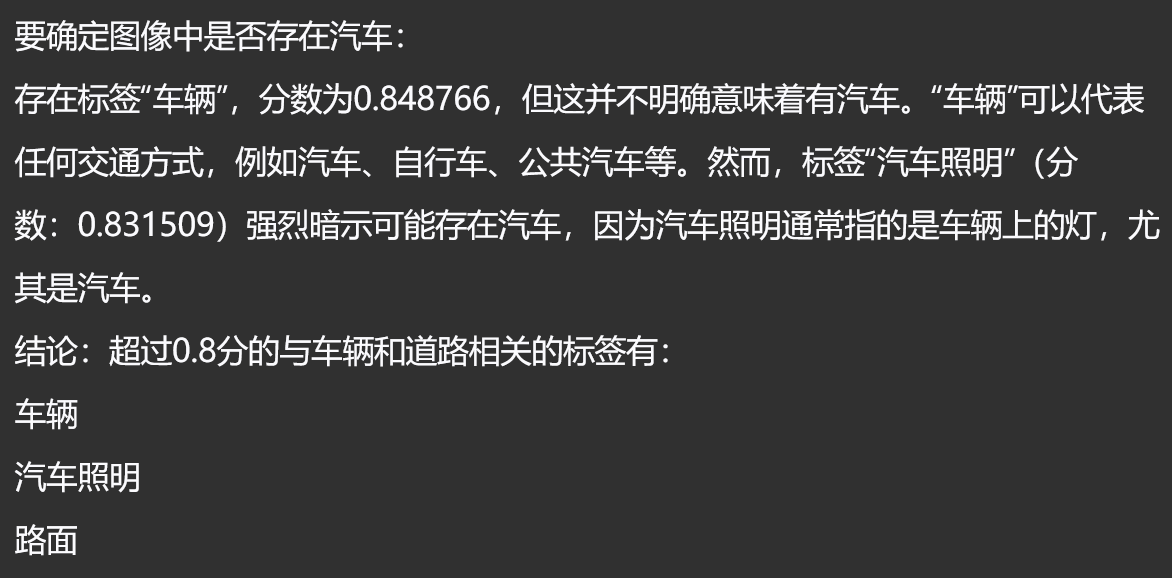 要确定图像中是否存在汽车：
存在标签“车辆”，分数为0.848766，但这并不明确意味着有汽车。“车辆”可以代表
任何交通方式，例如汽车、自行车、公共汽车等。然而，标签“汽车照明”（分
数：0.831509）强烈暗示可能存在汽车，因为汽车照明通常指的是车辆上的灯，尤
其是汽车。
结论：超过0.8分的与车辆和道路相关的标签有：
车辆
汽车照明
路面